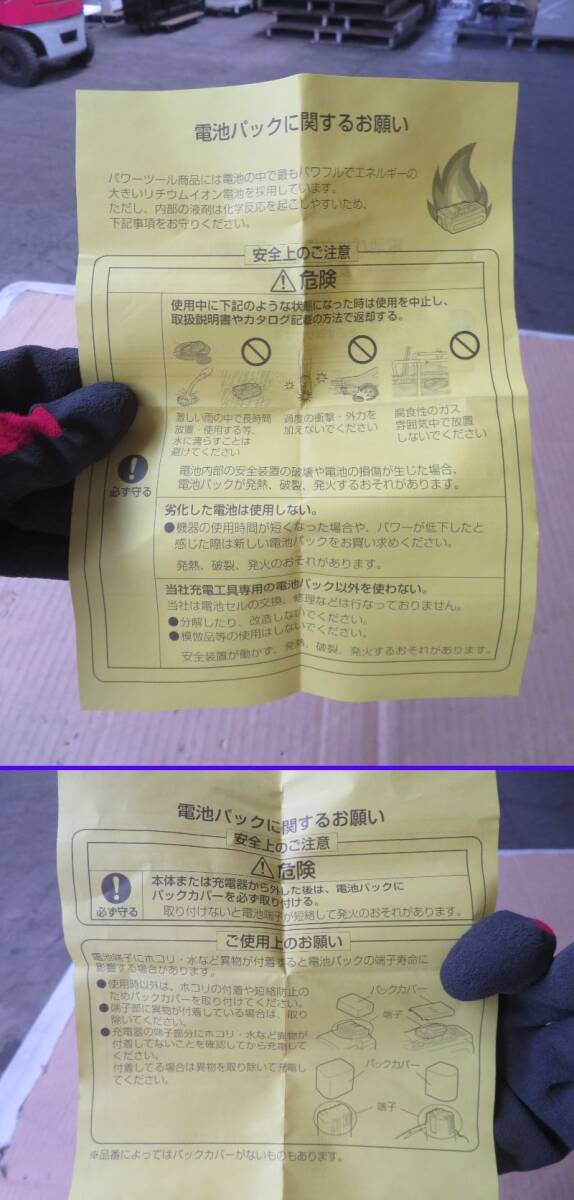 電池パックに関するお願い
パワーツール商品には電池の中で最もパワフルでエネルギーの
大きいリチウムイオン電池を採用しています。
ただし、内部の液剤は化学反応を起こしやすいため、
下記事項をお守りください。
安全上のご注意
危険
使用中に下記のような状態になった時は使用を中止し、
取扱説明書やカタログ記載の方法で返却する。
激しい雨の中で長時間
放置・使用する等、
水に濡らすことは
避けてください
過度の衝撃・外力を
加えないでください
腐食性のガス
雰囲気中で放置
しないでください
必ず守る
電池内部の安全装置の破壊や電池の損傷が生じた場合、
電池パックが発熱、破裂、発火するおそれがあります。
劣化した電池は使用しない。
●機器の使用時間が短くなった場合や、パワーが低下したと
感じた際は新しい電池パックをお買い求めください。
発熱、破裂、発火のおそれがあります。
当社充電工具専用の電池パック以外を使わない。
当社は電池セルの交換、修理などは行なっておりません。
●分解したり、改造しないでください。
●模倣品等の使用はしないでください。
安全装置が働かず、発熱、破裂、発火するおそれがあります。
電池パックに関するお願い
安全上のご注意
危険
必ず守る
本体または充電器から外した後は、電池パックに
パックカバーを必ず取り付ける。
取り付けないと電池端子が短絡して発火のおそれがあります。
ご使用上のお願い
電池端子にホコリ・水など異物が付着すると電池パックの端子寿命に
影響する場合があります。
●使用時以外は、ホコリの付着や短絡防止の
ためパックカバーを取り付けてください。
●端子部に異物が付着している場合は、取り
除いてください。
●充電器の端子部分にホコリ・水など異物が
付着してないことを確認してから充電して
ください。
付着してる場合は異物を取り除いて充電し
てください。
パックカバー
端子
パックカバー
端子
※品番によってはパックカバーがないものもあります。